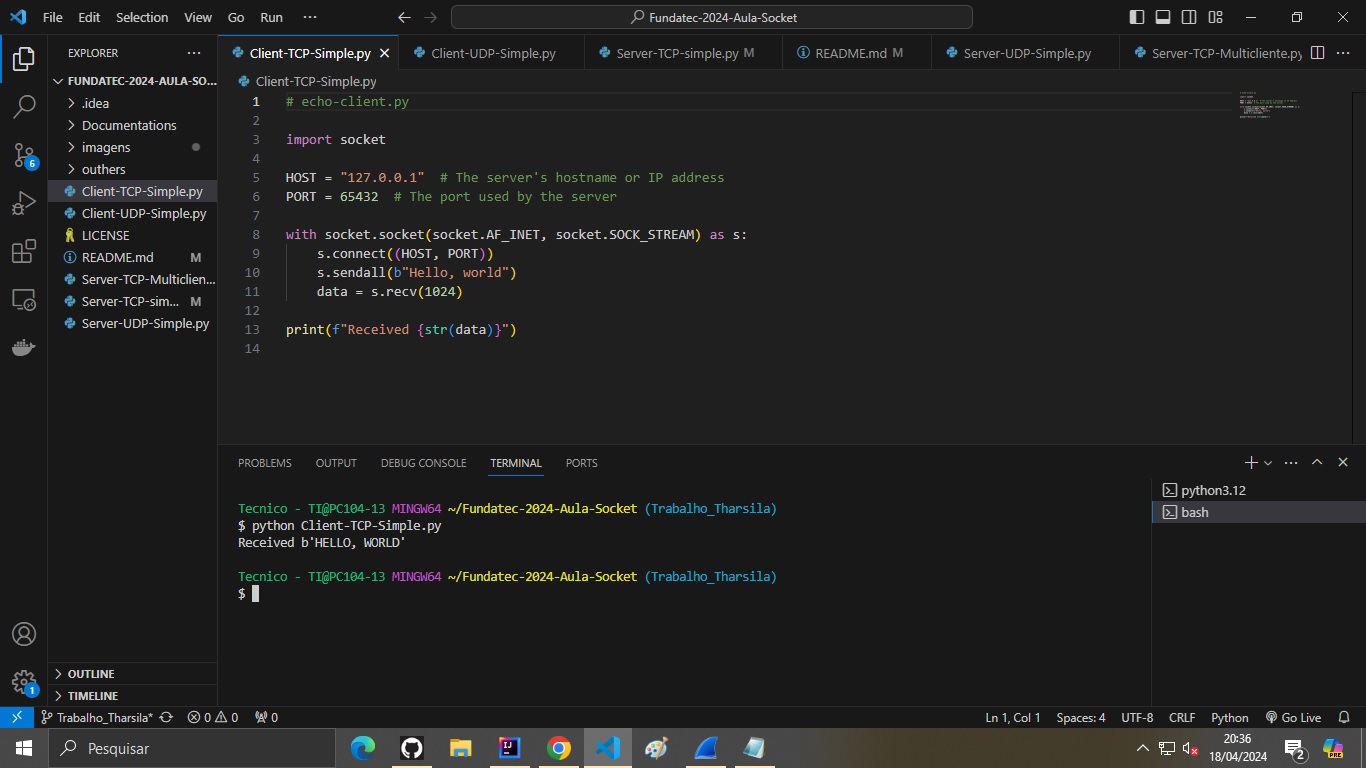 File Edit Selection View Go Run ··· Fundatec-2024-Aula-Socket
EXPLORER ···
FUNDATEC-2024-AULA-SO...
.idea
Documentations
imagens
outhers
Client-TCP-Simple.py
Client-UDP-Simple.py
LICENSE
README.md M
Server-TCP-Multiclien...
Server-TCP-sim... M
Server-UDP-Simple.py
OUTLINE
TIMELINE
6
1
Client-TCP-Simple.py Client-UDP-Simple.py Server-TCP-simple.py M README.md M Server-UDP-Simple.py Server-TCP-Multicliente.py ···
Client-TCP-Simple.py
1 # echo-client.py
2
3 import socket
4
5 HOST = "127.0.0.1" # The server's hostname or IP address
6 PORT = 65432 # The port used by the server
7
8 with socket.socket(socket.AF_INET, socket.SOCK_STREAM) as s:
9 s.connect((HOST, PORT))
10 s.sendall(b"Hello, world")
11 data = s.recv(1024)
12
13 print(f"Received {str(data)}")
14
PROBLEMS OUTPUT DEBUG CONSOLE TERMINAL PORTS
Tecnico - TI@PC104-13 MINGW64 ~/Fundatec-2024-Aula-Socket (Trabalho_Tharsila)
$ python Client-TCP-Simple.py
Received b'HELLO, WORLD'
Tecnico - TI@PC104-13 MINGW64 ~/Fundatec-2024-Aula-Socket (Trabalho_Tharsila)
$
python3.12
bash
Trabalho_Tharsila* 0 0 0 Ln 1, Col 1 Spaces: 4 UTF-8 CRLF Python Go Live
Pesquisar
IJ
PRE
20:36
18/04/2024
2